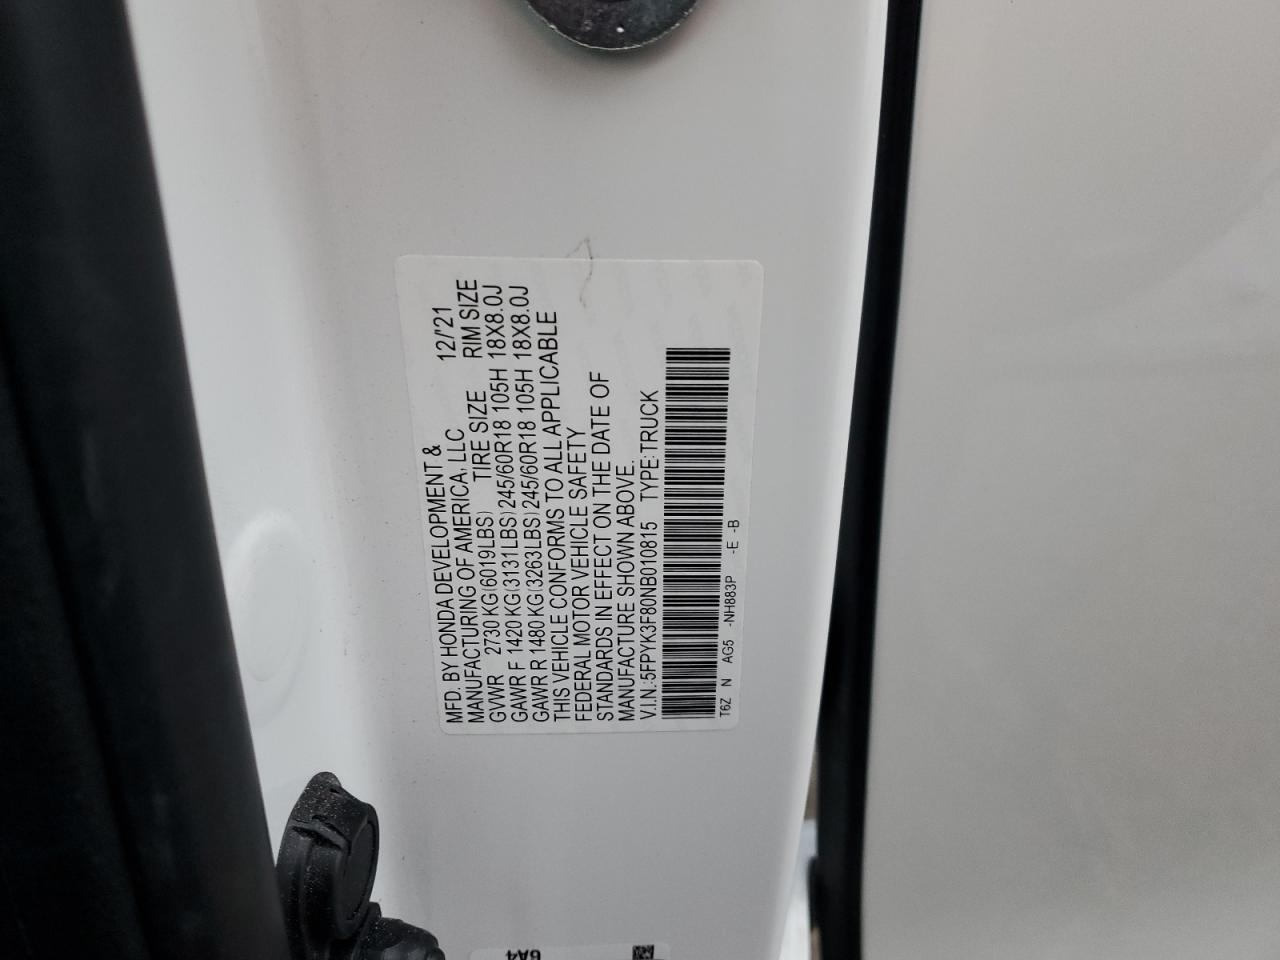 MFD. BY HONDA DEVELOPMENT &
MANUFACTURING OF AMERICA, LLC 12/'21
GVWR 2730 KG (6019LBS) TIRE SIZE RIM SIZE
GAWR F 1420 KG (3131LBS) 245/60R18 105H 18X8.0J
GAWR R 1480 KG (3263LBS) 245/60R18 105H 18X8.0J
THIS VEHICLE CONFORMS TO ALL APPLICABLE
FEDERAL MOTOR VEHICLE SAFETY
STANDARDS IN EFFECT ON THE DATE OF
MANUFACTURE SHOWN ABOVE.
V.I.N.:5FPYK3F80NB010815 TYPE:TRUCK
T6Z N AG5 -NH883P -E -B
6A4